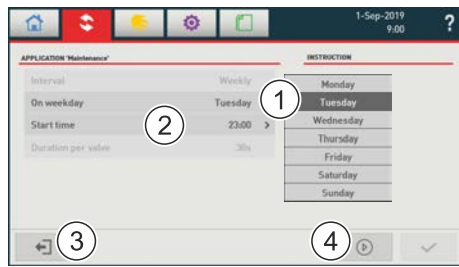 1-Sep-2019
9:00
?
APPLICATION 'Maintenance'
INSTRUCTION
Interval Weekly
On weekday Tuesday
Start time 23:00 >
Duration per valve 30s
1
2
Monday
Tuesday
Wednesday
Thursday
Friday
Saturday
Sunday
3
4